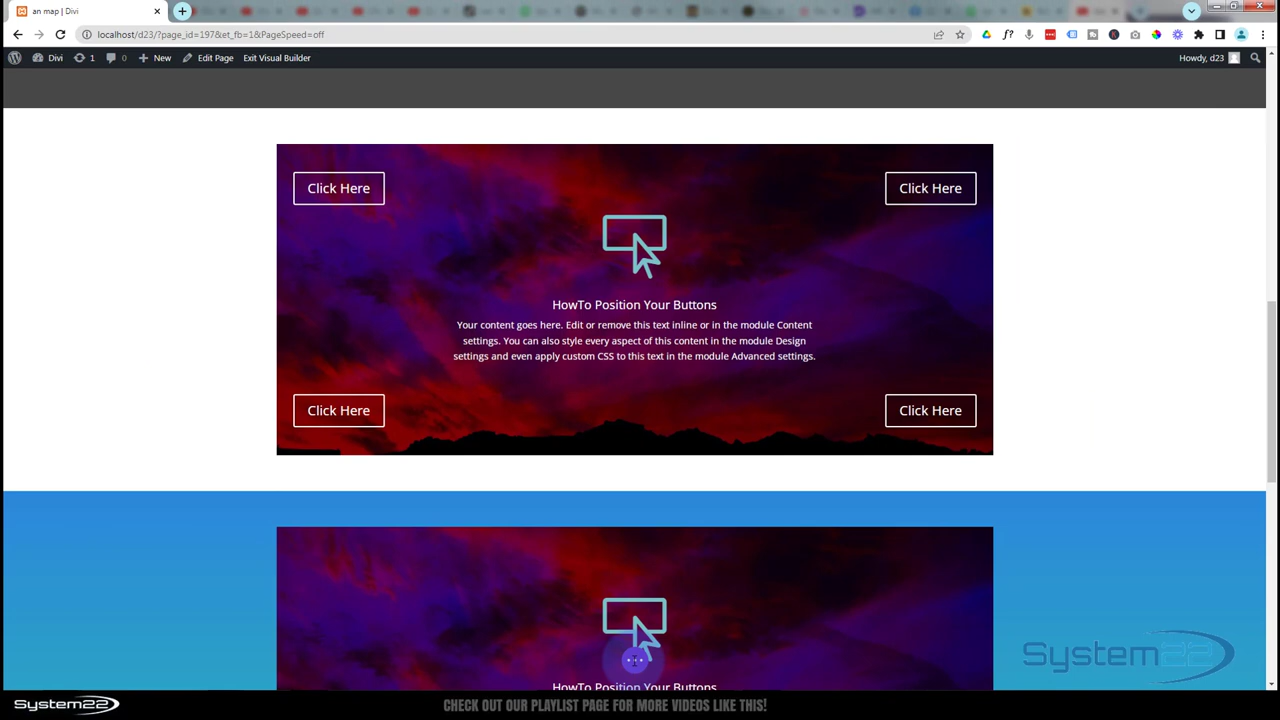 an map | Divi
localhost/d23/?page_id=197&et_fb=1&PageSpeed=off
Divi 1 0 New Edit Page Exit Visual Builder Howdy, d23
Click Here
Click Here
HowTo Position Your Buttons
Your content goes here. Edit or remove this text inline or in the module Content
settings. You can also style every aspect of this content in the module Design
settings and even apply custom CSS to this text in the module Advanced settings.
Click Here
Click Here
HowTo Position Your Buttons
System22
System22
CHECK OUT OUR PLAYLIST PAGE FOR MORE VIDEOS LIKE THIS!